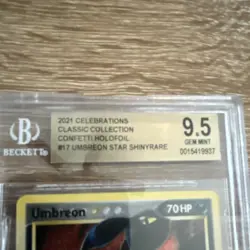 2021 CELEBRATIONS
CLASSIC COLLECTION
CONFETTI HOLOFOIL
#17 UMBREON STAR SHINYRARE
9.5
GEM MINT
0015419937
B
BECKETT
Umbreon
70 HP